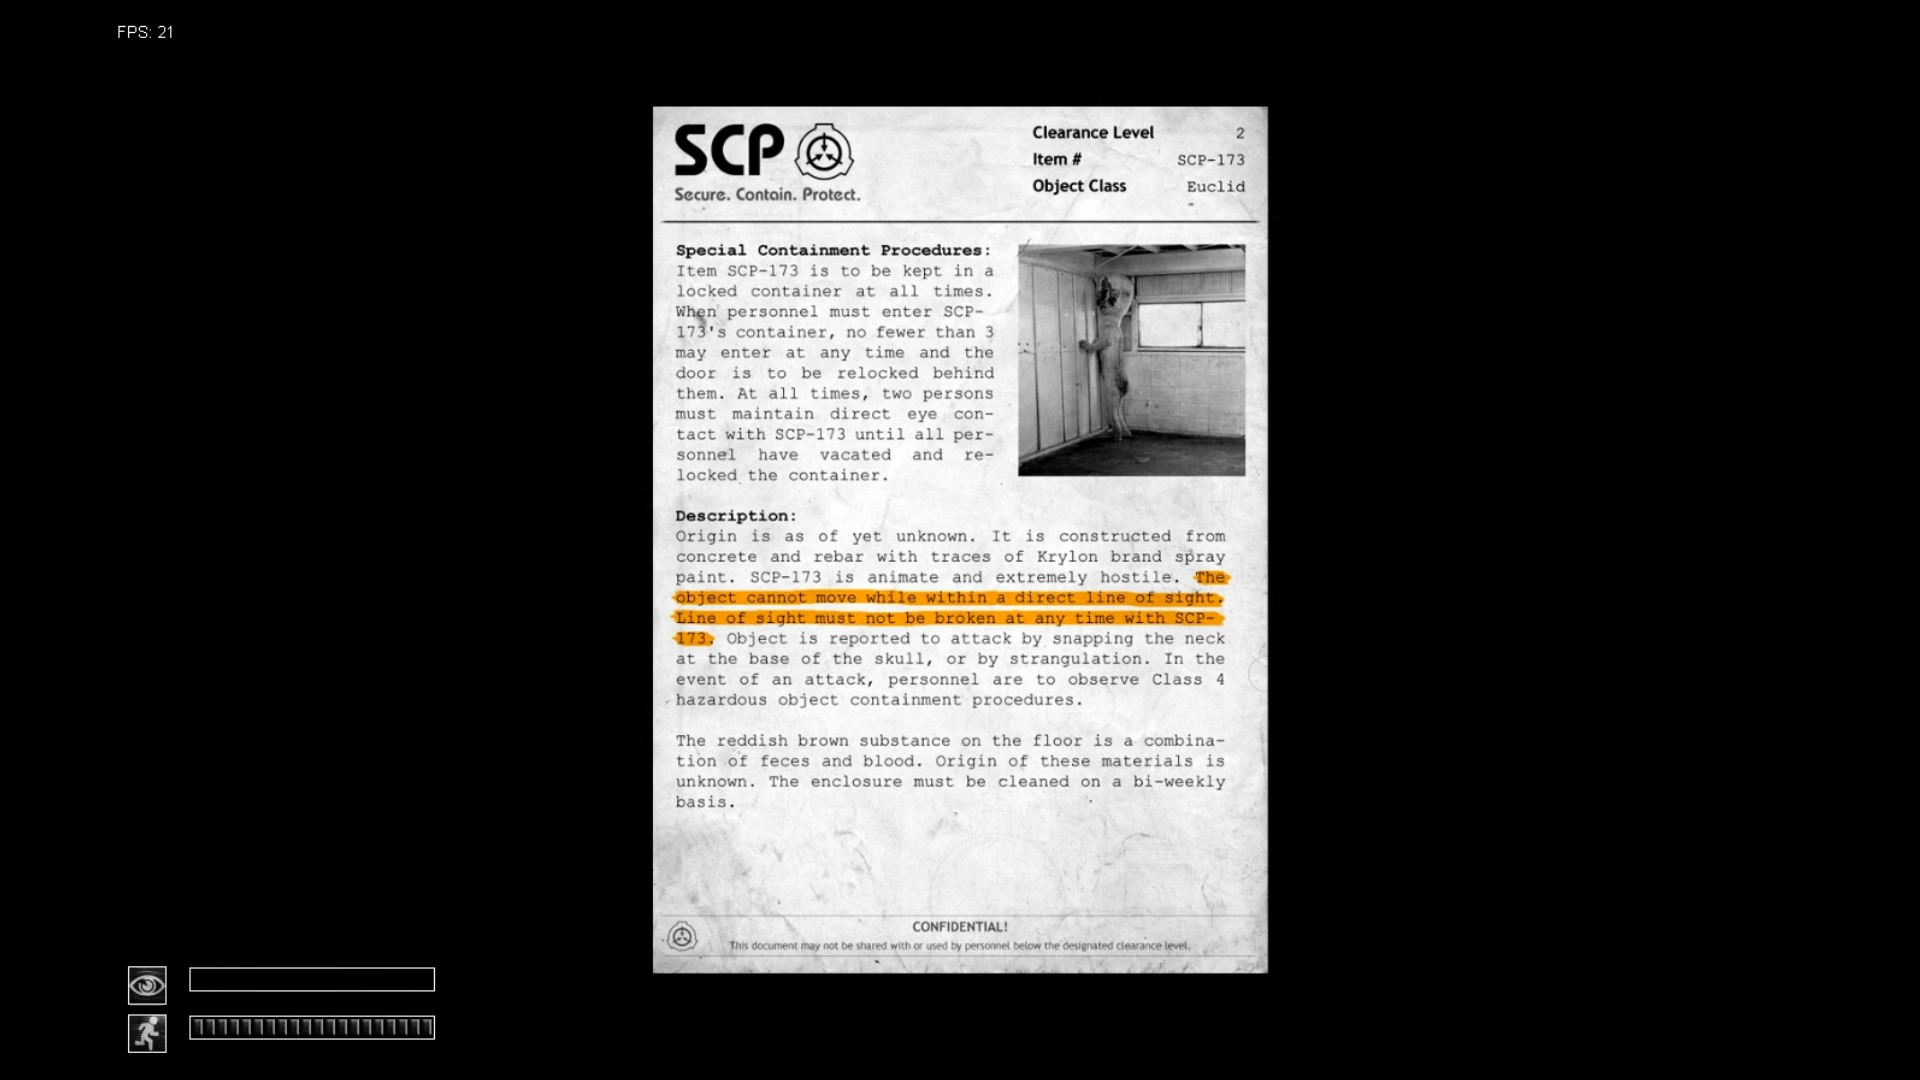 FPS: 21
SCP
Secure. Contain. Protect.
Clearance Level 2
Item # SCP-173
Object Class Euclid
Special Containment Procedures:
Item SCP-173 is to be kept in a
locked container at all times.
When personnel must enter SCP-
173's container, no fewer than 3
may enter at any time and the
door is to be relocked behind
them. At all times, two persons
must maintain direct eye con-
tact with SCP-173 until all per-
sonnel have vacated and re-
locked the container.
Description:
Origin is as of yet unknown. It is constructed from
concrete and rebar with traces of Krylon brand spray
paint. SCP-173 is animate and extremely hostile. The
object cannot move while within a direct line of sight.
Line of sight must not be broken at any time with SCP-
173. Object is reported to attack by snapping the neck
at the base of the skull, or by strangulation. In the
event of an attack, personnel are to observe Class 4
hazardous object containment procedures.
The reddish brown substance on the floor is a combina-
tion of feces and blood. Origin of these materials is
unknown. The enclosure must be cleaned on a bi-weekly
basis.
CONFIDENTIAL!
This document may not be shared with or used by personnel below the designated clearance level.